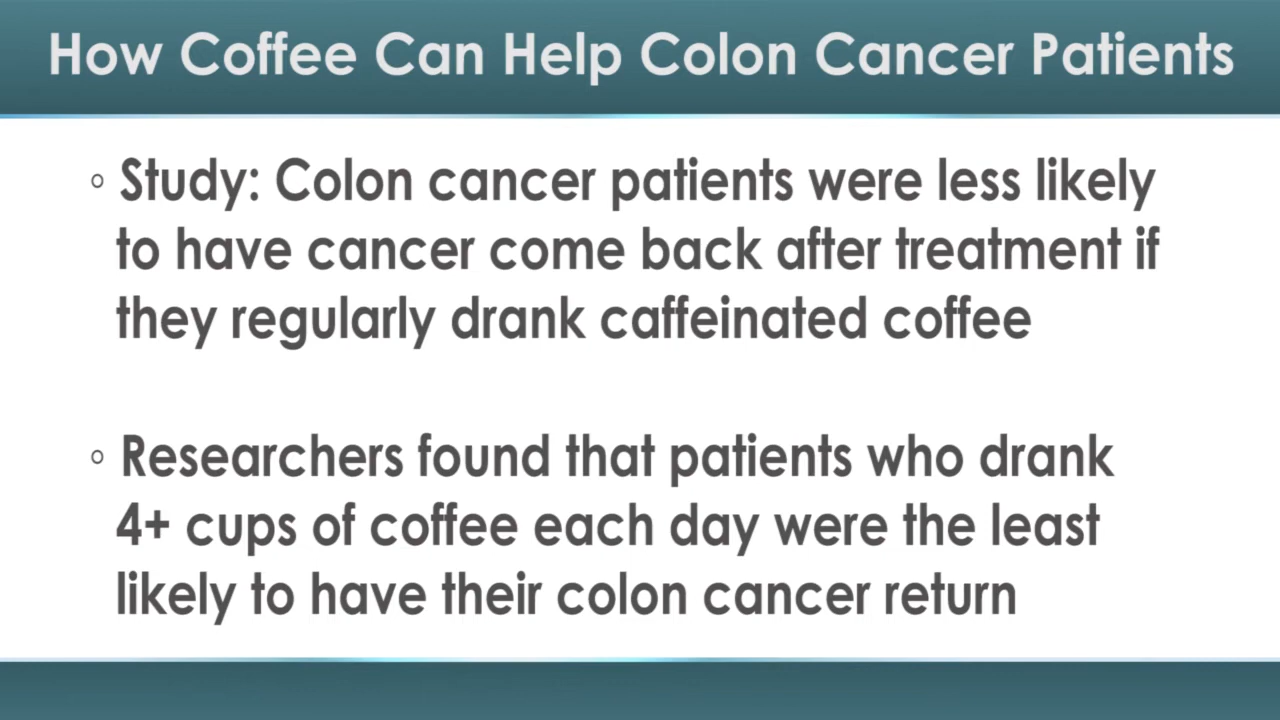 How Coffee Can Help Colon Cancer Patients
◦ Study: Colon cancer patients were less likely
to have cancer come back after treatment if
they regularly drank caffeinated coffee
◦ Researchers found that patients who drank
4+ cups of coffee each day were the least
likely to have their colon cancer return